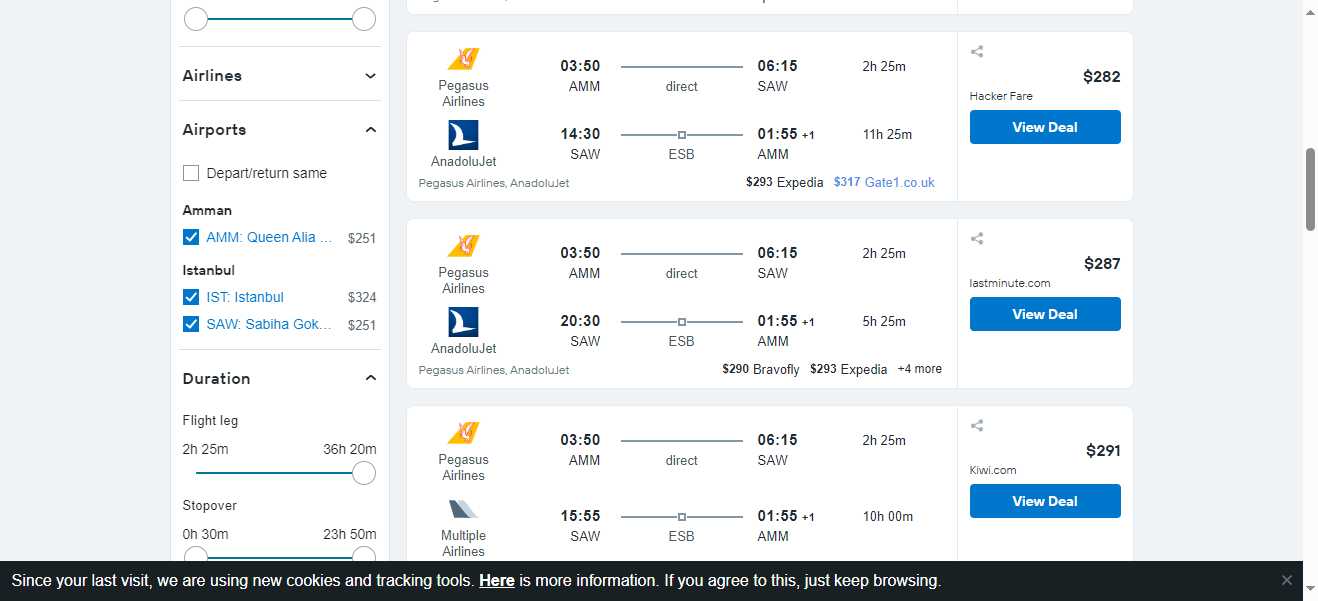 Airlines
Airports
Depart/return same
Amman
AMM: Queen Alia ... $251
Istanbul
IST: Istanbul $324
SAW: Sabiha Gok... $251
Duration
Flight leg
2h 25m 36h 20m
Stopover
0h 30m 23h 50m
Pegasus Airlines
03:50 06:15 2h 25m
AMM direct SAW
AnadoluJet
14:30 01:55 +1 11h 25m
SAW ESB AMM
Pegasus Airlines, AnadoluJet
$293 Expedia $317 Gate1.co.uk
$282
Hacker Fare
View Deal
Pegasus Airlines
03:50 06:15 2h 25m
AMM direct SAW
AnadoluJet
20:30 01:55 +1 5h 25m
SAW ESB AMM
Pegasus Airlines, AnadoluJet
$290 Bravofly $293 Expedia +4 more
$287
lastminute.com
View Deal
Pegasus Airlines
03:50 06:15 2h 25m
AMM direct SAW
Multiple Airlines
15:55 01:55 +1 10h 00m
SAW ESB AMM
$291
Kiwi.com
View Deal
Since your last visit, we are using new cookies and tracking tools. Here is more information. If you agree to this, just keep browsing.